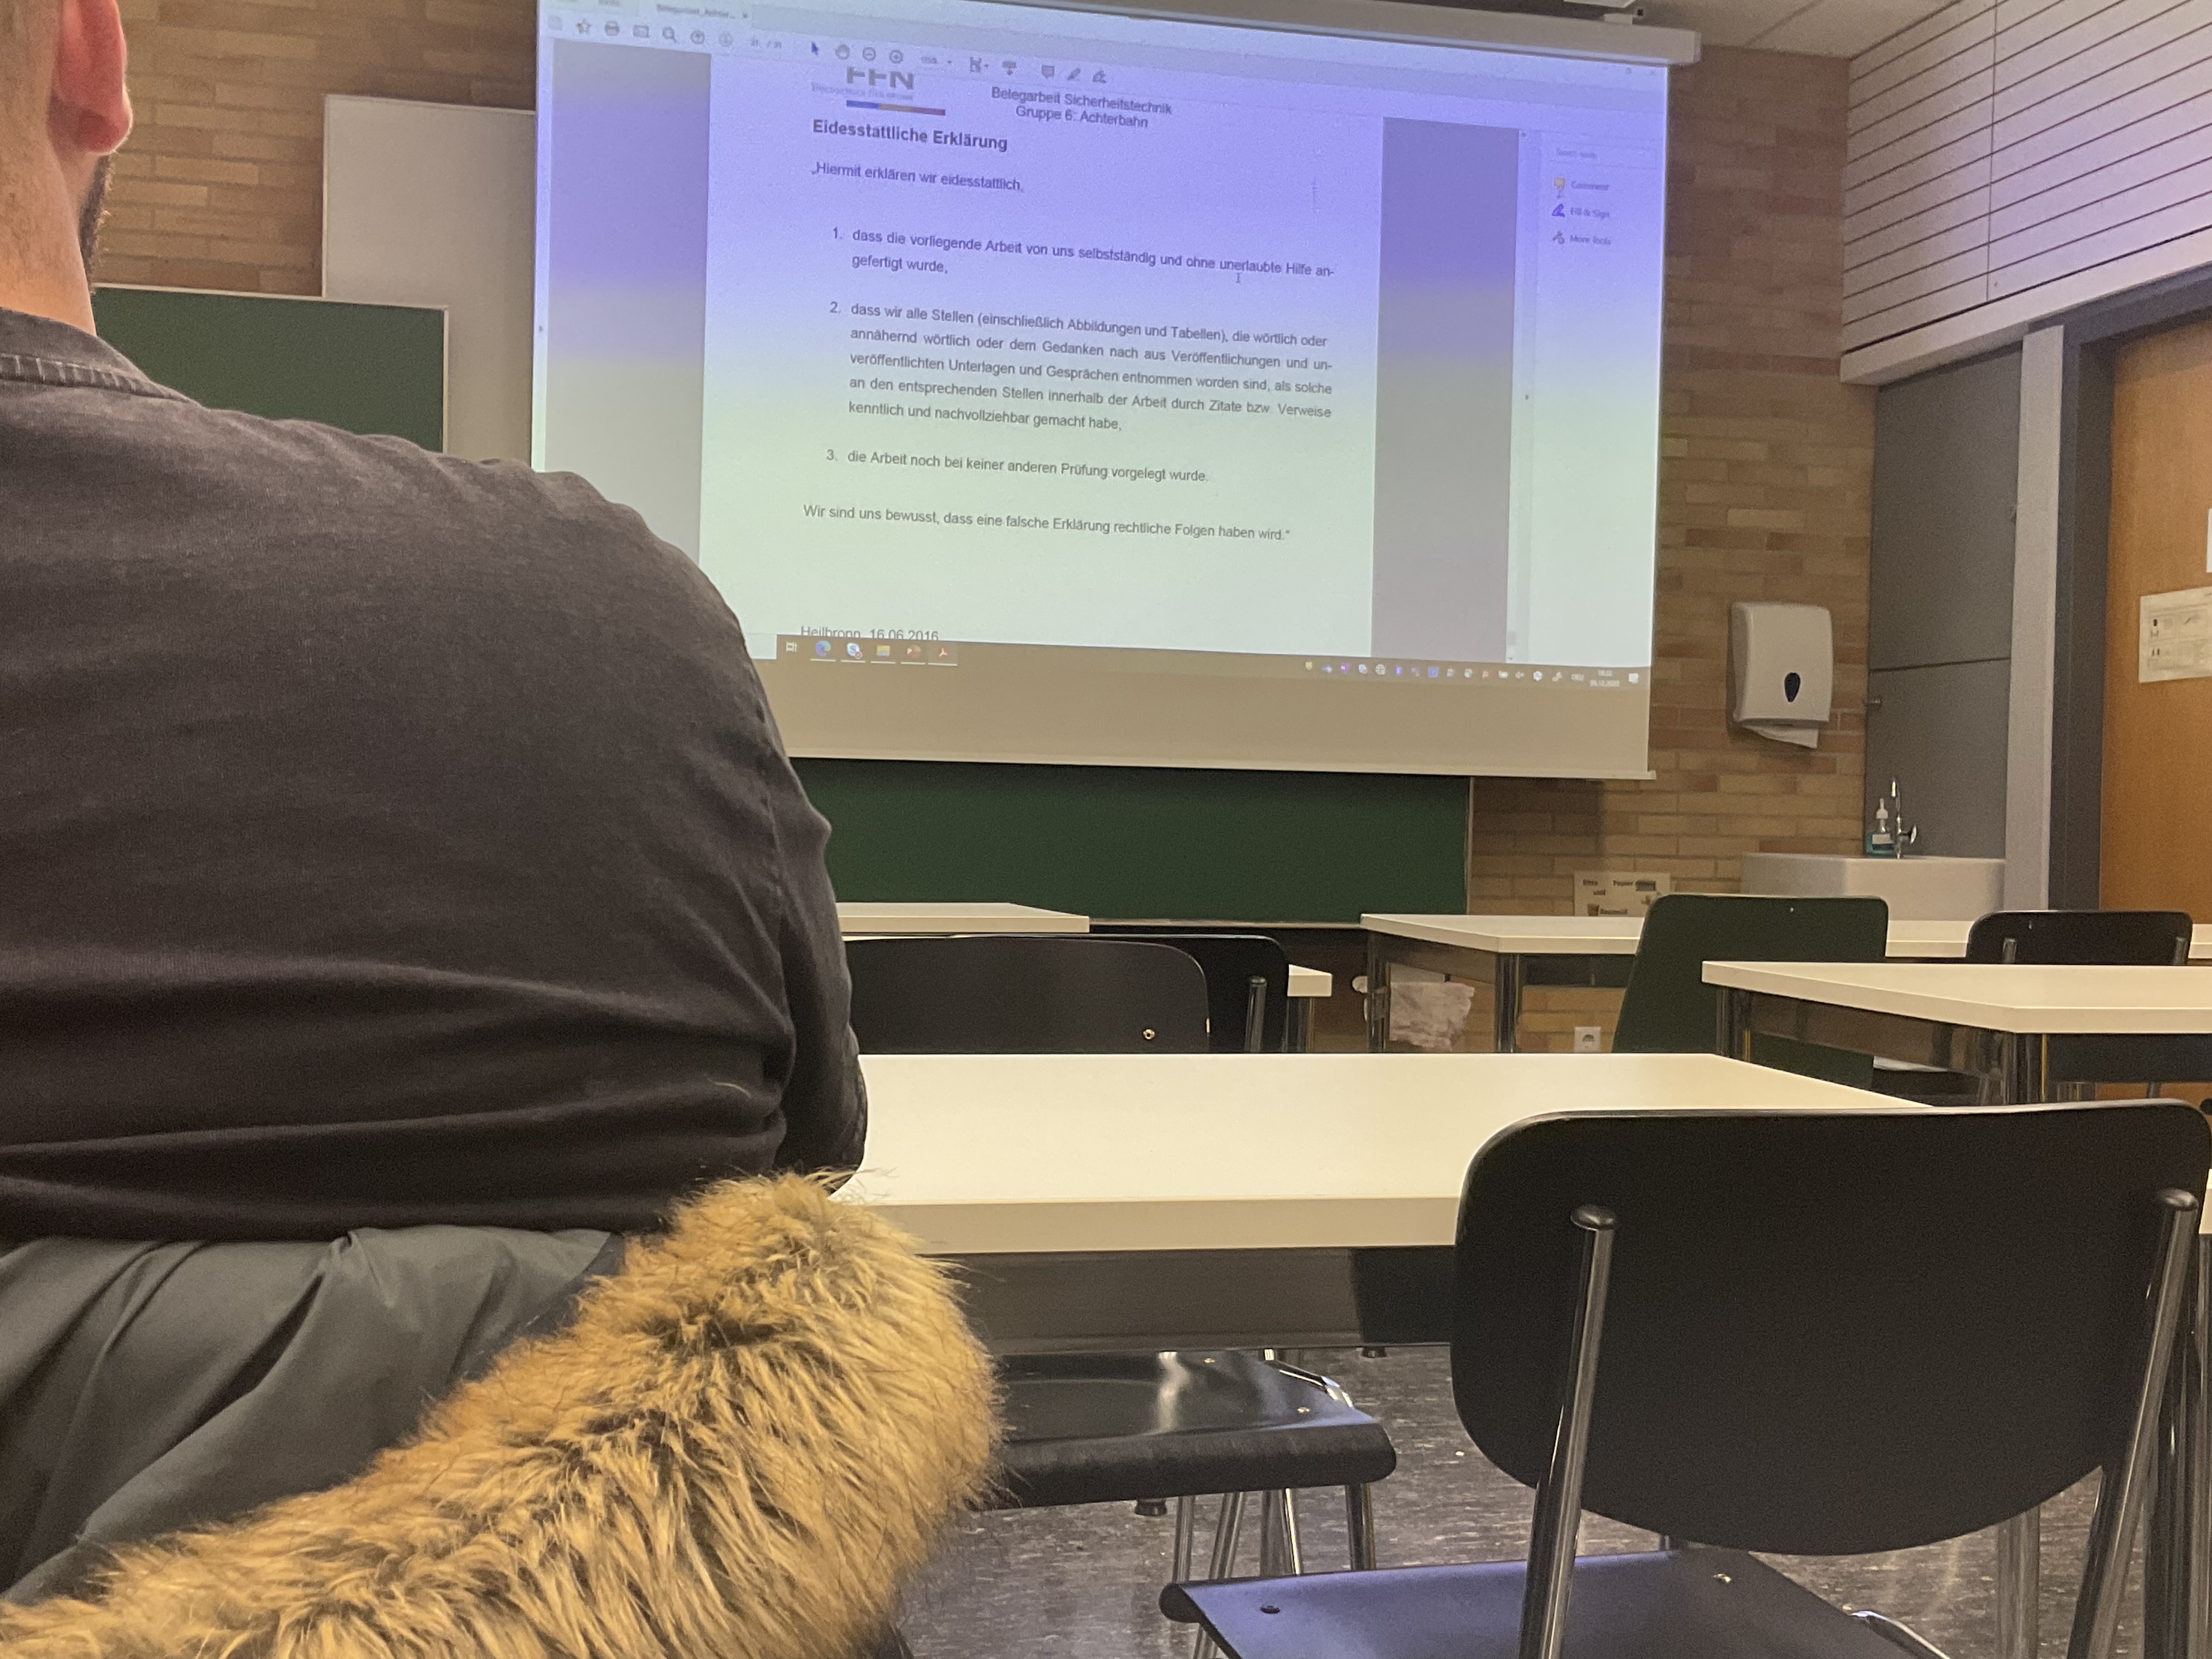 HHN
Belegarbeit Sicherheitstechnik
Gruppe 6: Achterbahn
Eidesstattliche Erklärung
„Hiermit erklären wir eidesstattlich,
1. dass die vorliegende Arbeit von uns selbstständig und ohne unerlaubte Hilfe an-
gefertigt wurde,
2. dass wir alle Stellen (einschließlich Abbildungen und Tabellen), die wörtlich oder
annähernd wörtlich oder dem Gedanken nach aus Veröffentlichungen und un-
veröffentlichten Unterlagen und Gesprächen entnommen worden sind, als solche
an den entsprechenden Stellen innerhalb der Arbeit durch Zitate bzw. Verweise
kenntlich und nachvollziehbar gemacht habe,
3. die Arbeit noch bei keiner anderen Prüfung vorgelegt wurde.
Wir sind uns bewusst, dass eine falsche Erklärung rechtliche Folgen haben wird.“
Heilbronn, 16.06.2016
Comment
Fill & Sign
More Tools